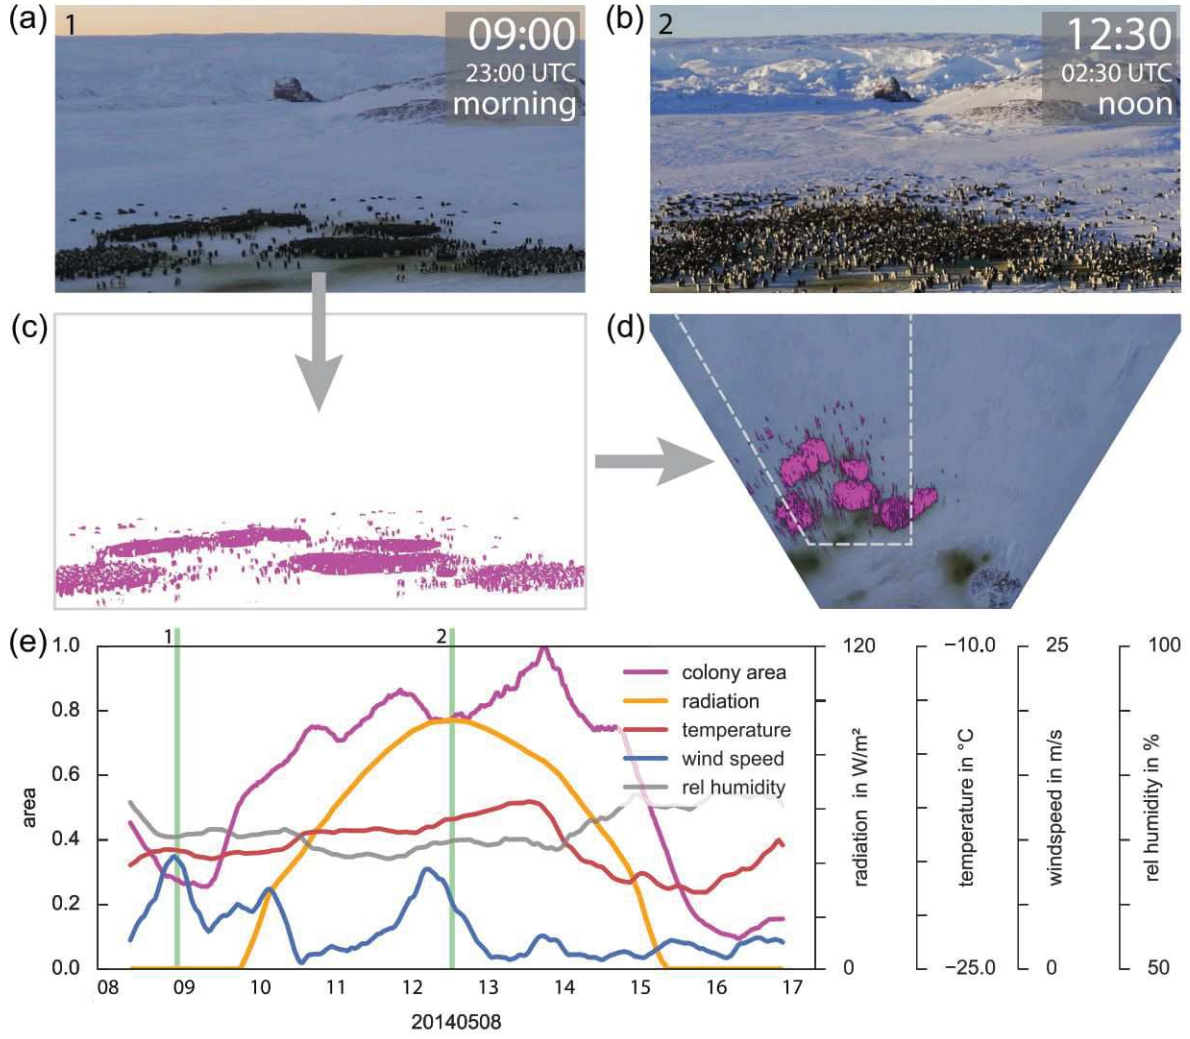 (a)
1
09:00
23:00 UTC
morning
(b)
2
12:30
02:30 UTC
noon
(c)
(d)
(e)
1
2
1.0
0.8
0.6
0.4
0.2
0.0
area
08 09 10 11 12 13 14 15 16 17
20140508
colony area
radiation
temperature
wind speed
rel humidity
120
0
radiation in W/m²
−10.0
−25.0
temperature in °C
25
0
windspeed in m/s
100
50
rel humidity in %